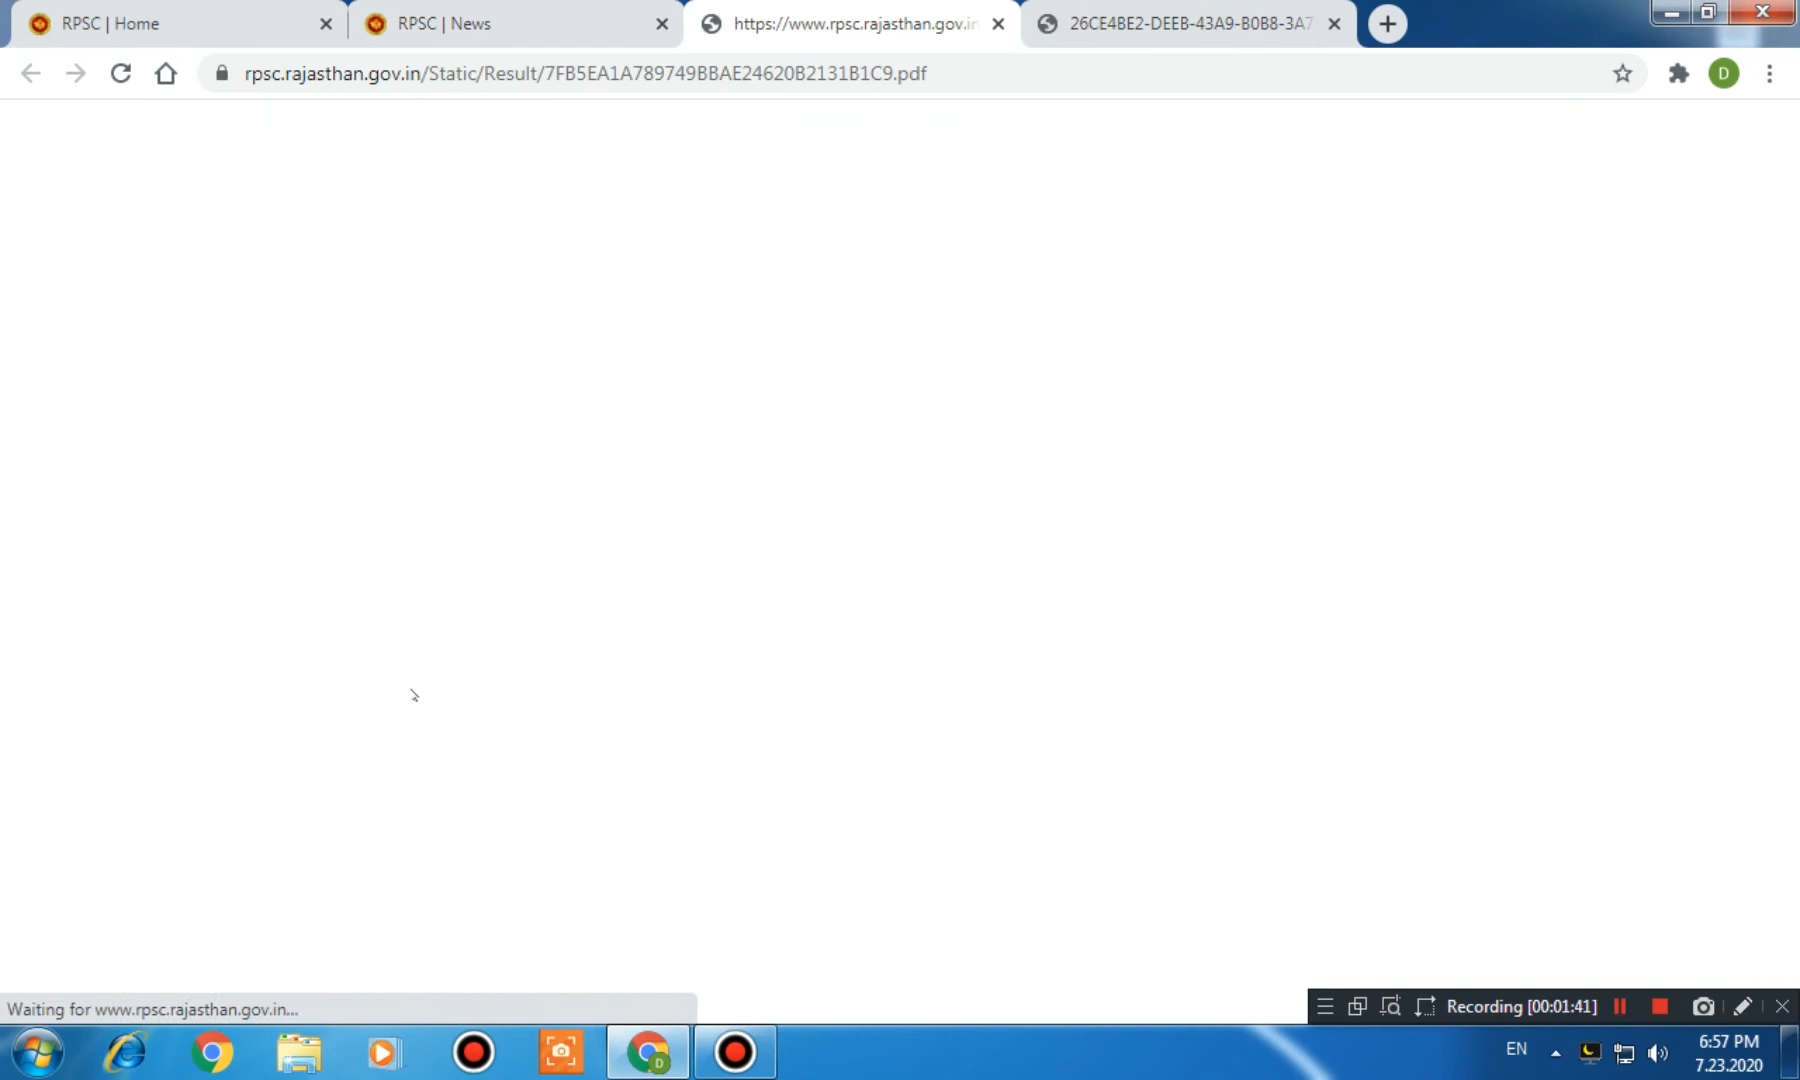 RPSC | Home
RPSC | News
https://www.rpsc.rajasthan.gov.in
26CE4BE2-DEEB-43A9-B0B8-3A7
rpsc.rajasthan.gov.in/Static/Result/7FB5EA1A789749BBAE24620B2131B1C9.pdf
D
Waiting for www.rpsc.rajasthan.gov.in...
Recording [00:01:41]
D
EN
6:57 PM
7.23.2020